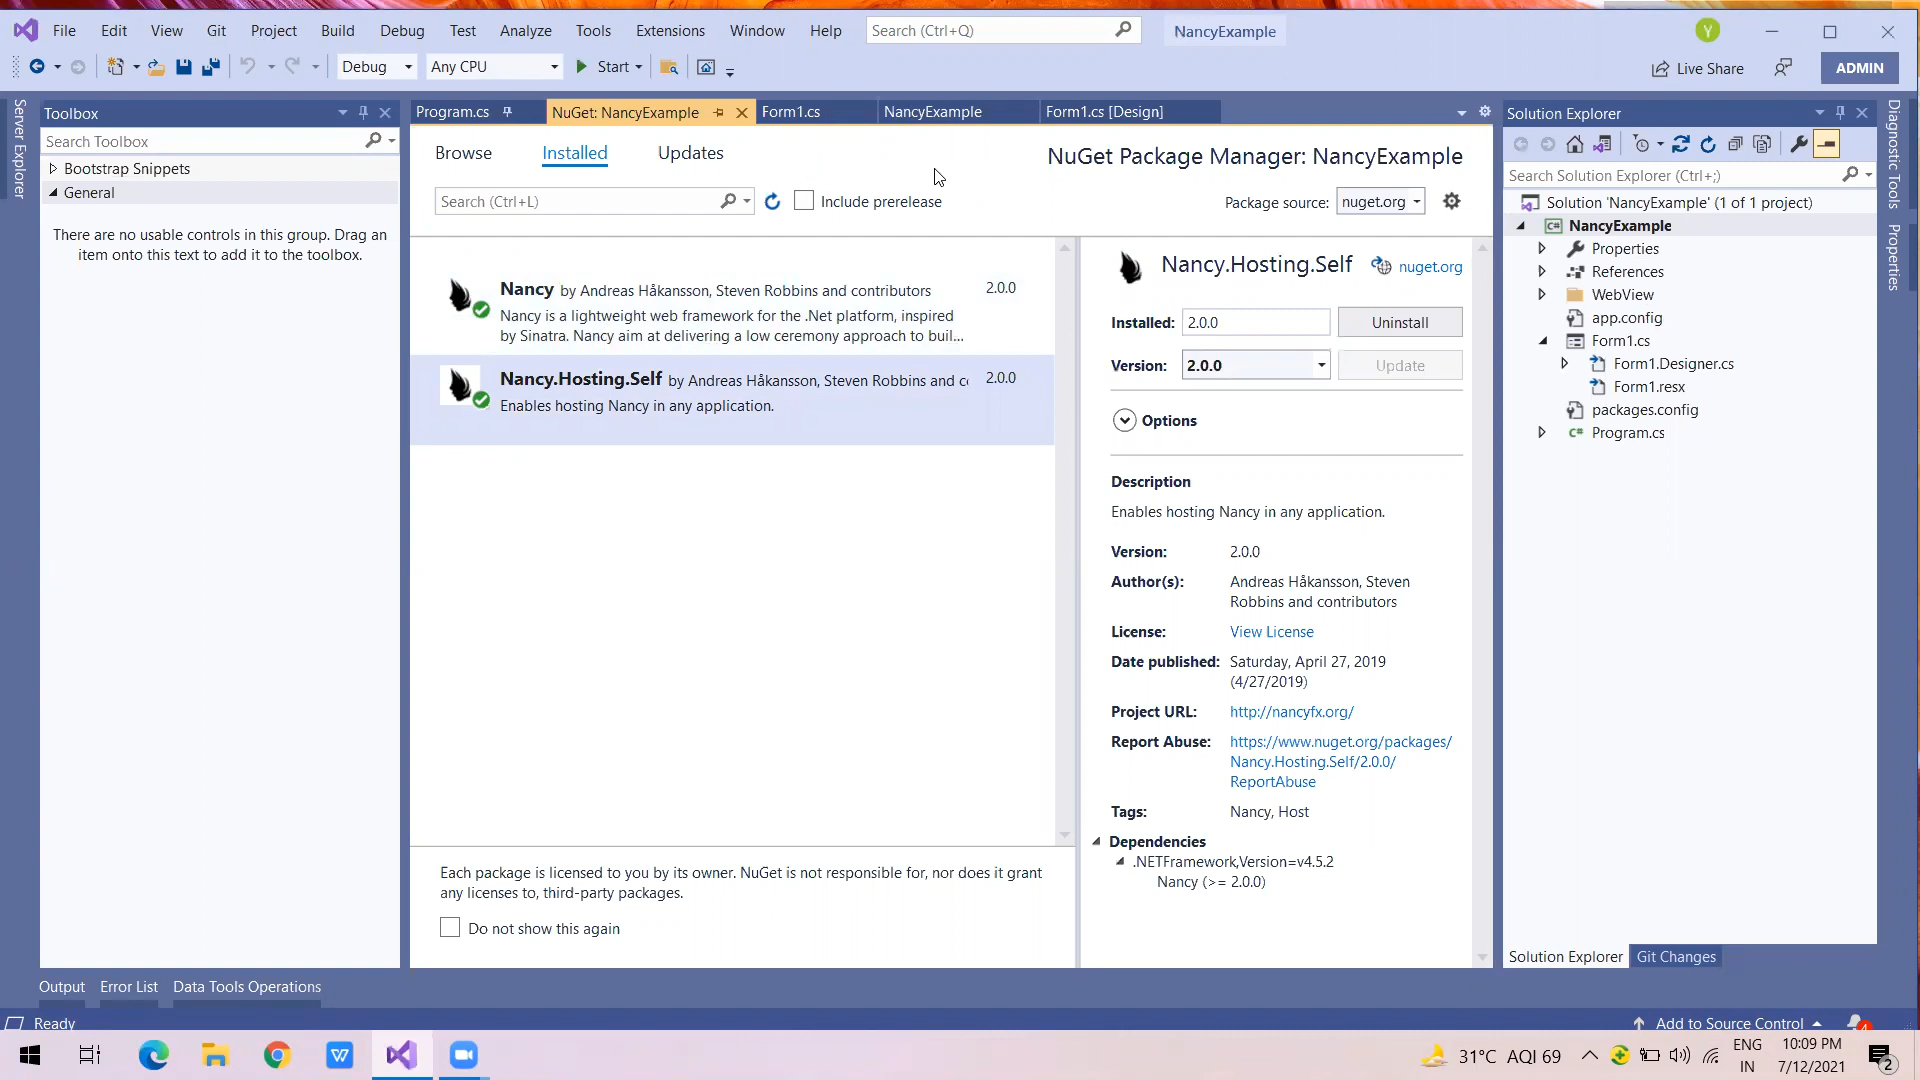 File Edit View Git Project Build Debug Test Analyze Tools Extensions Window Help Search (Ctrl+Q) NancyExample Y
Debug Any CPU Start Live Share ADMIN
Server Explorer
Toolbox
Search Toolbox
Bootstrap Snippets
General
There are no usable controls in this group. Drag an
item onto this text to add it to the toolbox.
Program.cs NuGet: NancyExample Form1.cs NancyExample Form1.cs [Design]
Browse Installed Updates
NuGet Package Manager: NancyExample
Search (Ctrl+L) Include prerelease
Package source: nuget.org
Nancy by Andreas Håkansson, Steven Robbins and contributors 2.0.0
Nancy is a lightweight web framework for the .Net platform, inspired
by Sinatra. Nancy aim at delivering a low ceremony approach to buil...
Nancy.Hosting.Self by Andreas Håkansson, Steven Robbins and 2.0.0
Enables hosting Nancy in any application.
Each package is licensed to you by its owner. NuGet is not responsible for, nor does it grant
any licenses to, third-party packages.
Do not show this again
Nancy.Hosting.Self nuget.org
Installed: 2.0.0 Uninstall
Version: 2.0.0 Update
Options
Description
Enables hosting Nancy in any application.
Version: 2.0.0
Author(s): Andreas Håkansson, Steven
Robbins and contributors
License: View License
Date published: Saturday, April 27, 2019
(4/27/2019)
Project URL: http://nancyfx.org/
Report Abuse: https://www.nuget.org/packages/
Nancy.Hosting.Self/2.0.0/
ReportAbuse
Tags: Nancy, Host
Dependencies
.NETFramework,Version=v4.5.2
Nancy (>= 2.0.0)
Solution Explorer
Search Solution Explorer (Ctrl+;)
Solution 'NancyExample' (1 of 1 project)
C# NancyExample
Properties
References
WebView
app.config
Form1.cs
Form1.Designer.cs
Form1.resx
packages.config
C# Program.cs
Solution Explorer Git Changes
Diagnostic Tools
Properties
Output Error List Data Tools Operations
Ready
Add to Source Control 4
31°C AQI 69
ENG
IN
10:09 PM
7/12/2021
2